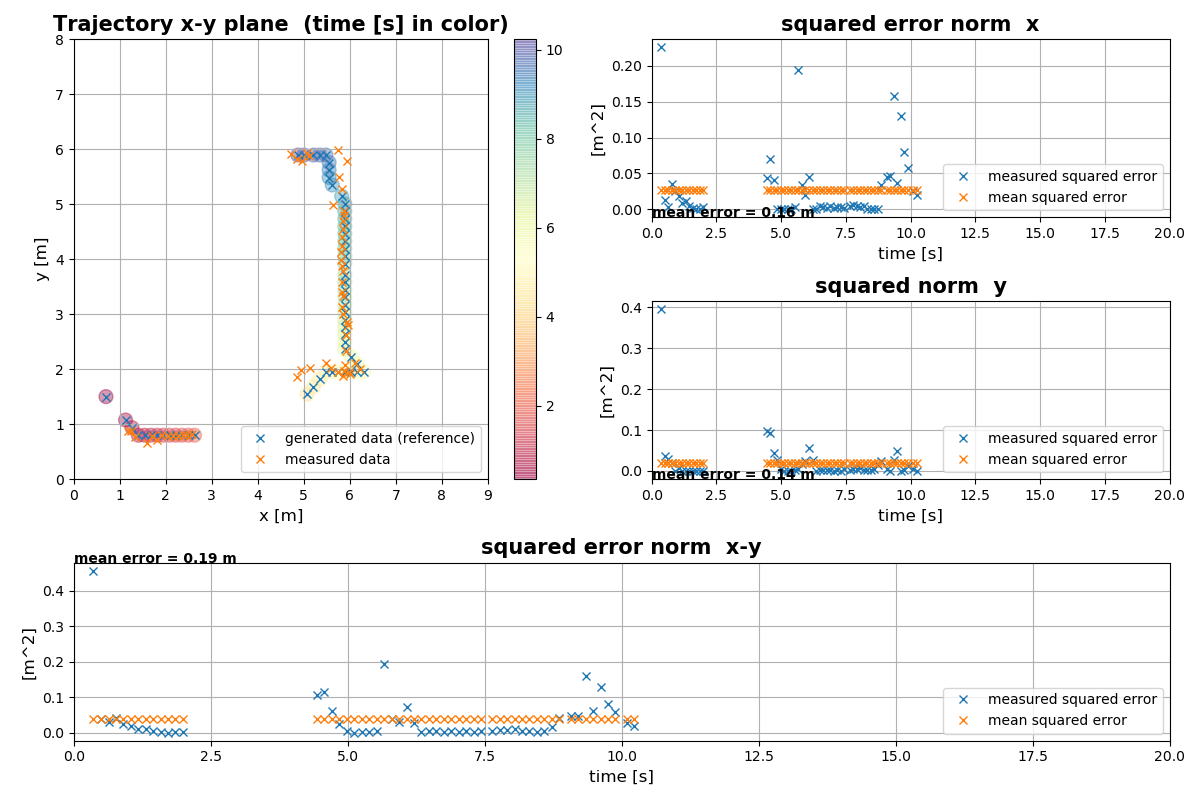 Trajectory x-y plane  (time [s] in color)
8
7
6
5
4
3
2
1
0
y [m]
0 1 2 3 4 5 6 7 8 9
x [m]
generated data (reference)
measured data
10
8
6
4
2
squared error norm  x
0.20
0.15
0.10
0.05
0.00
[m^2]
measured squared error
mean squared error
mean error = 0.16 m
0.0 2.5 5.0 7.5 10.0 12.5 15.0 17.5 20.0
time [s]
squared norm  y
0.4
0.3
0.2
0.1
0.0
[m^2]
measured squared error
mean squared error
mean error = 0.14 m
0.0 2.5 5.0 7.5 10.0 12.5 15.0 17.5 20.0
time [s]
squared error norm  x-y
mean error = 0.19 m
0.4
0.3
0.2
0.1
0.0
[m^2]
measured squared error
mean squared error
0.0 2.5 5.0 7.5 10.0 12.5 15.0 17.5 20.0
time [s]